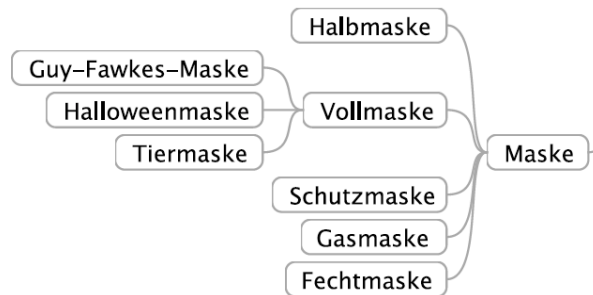 Halbmaske
Guy-Fawkes-Maske
Halloweenmaske
Vollmaske
Tiermaske
Maske
Schutzmaske
Gasmaske
Fechtmaske